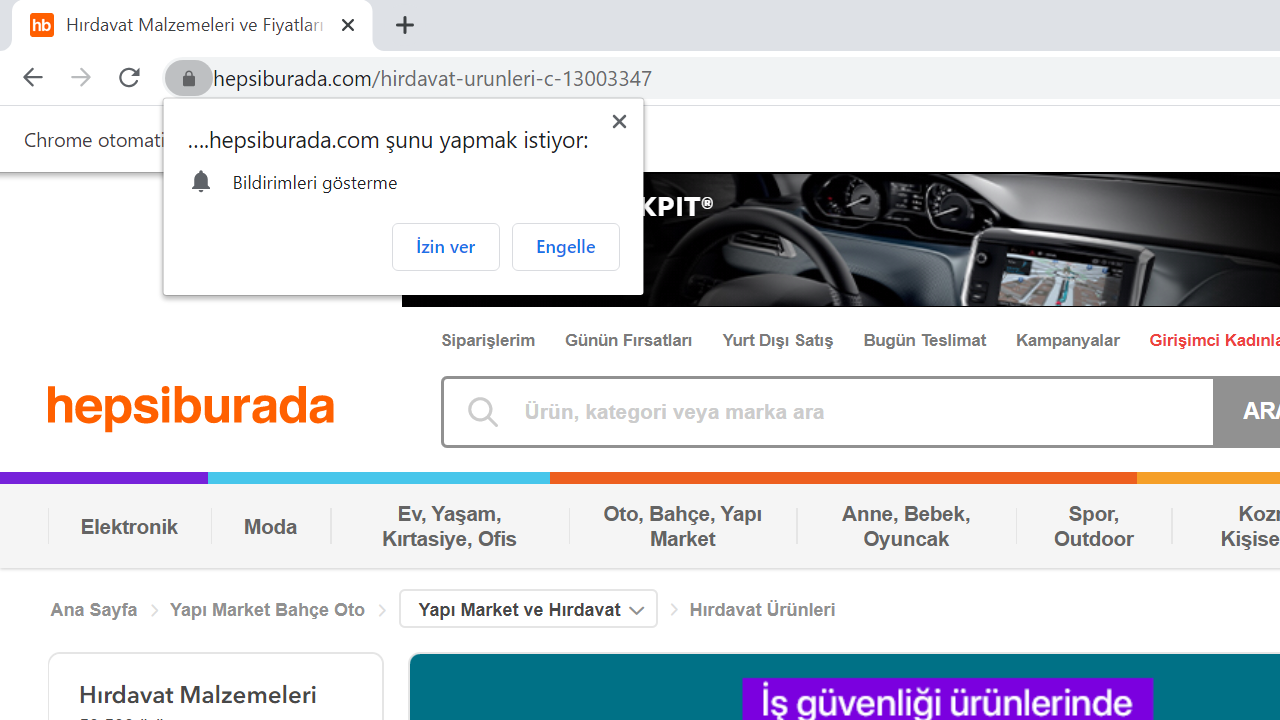 hb Hırdavat Malzemeleri ve Fiyatları
hepsiburada.com/hirdavat-urunleri-c-13003347
Chrome otomati
....hepsiburada.com şunu yapmak istiyor:
Bildirimleri gösterme
İzin ver Engelle
KPIT®
Siparişlerim Günün Fırsatları Yurt Dışı Satış Bugün Teslimat Kampanyalar Girişimci Kadınla
hepsiburada
Ürün, kategori veya marka ara
ARA
Elektronik Moda Ev, Yaşam, Kırtasiye, Ofis Oto, Bahçe, Yapı Market Anne, Bebek, Oyuncak Spor, Outdoor Koz Kişise
Ana Sayfa Yapı Market Bahçe Oto Yapı Market ve Hırdavat Hırdavat Ürünleri
Hırdavat Malzemeleri
İş güvenliği ürünlerinde